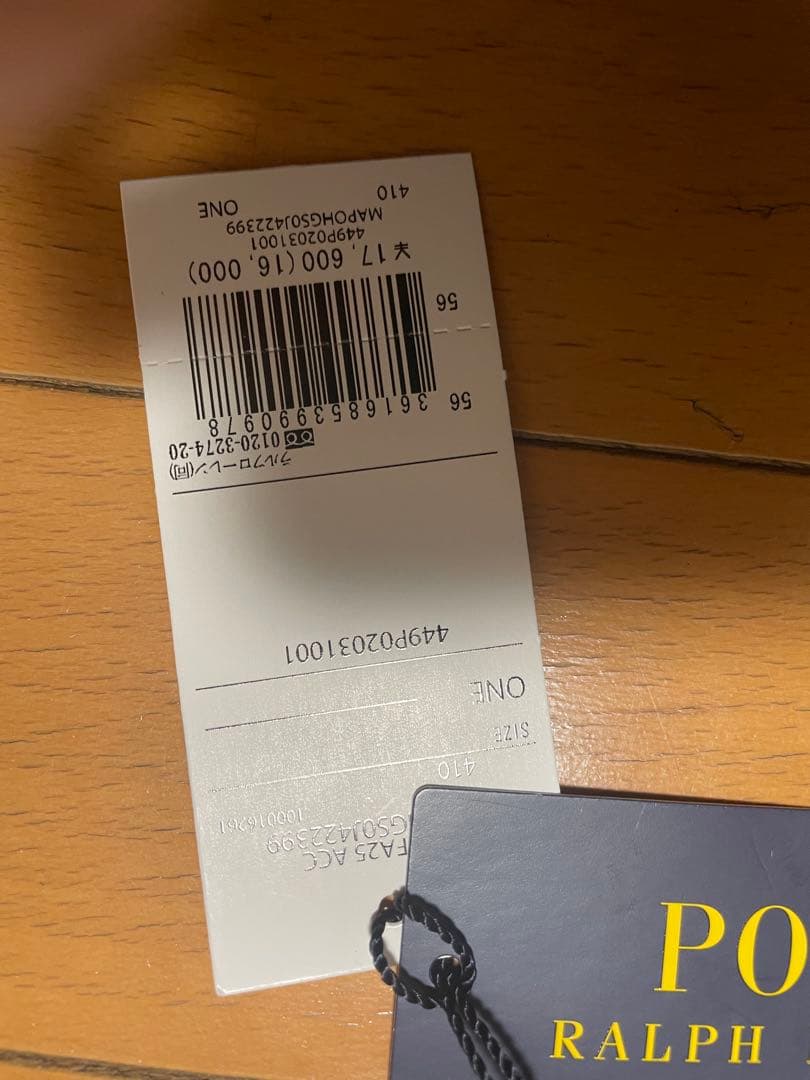 FA25 ACC
GS0J422399
100016261
410
SIZE
ONE
449P02031001
ラルフローレン(回)
0120-3274-20
56
3616853990978
56
¥17,600(16,000)
449P02031001
MAPOHGS0J422399
410
ONE
PO
RALPH